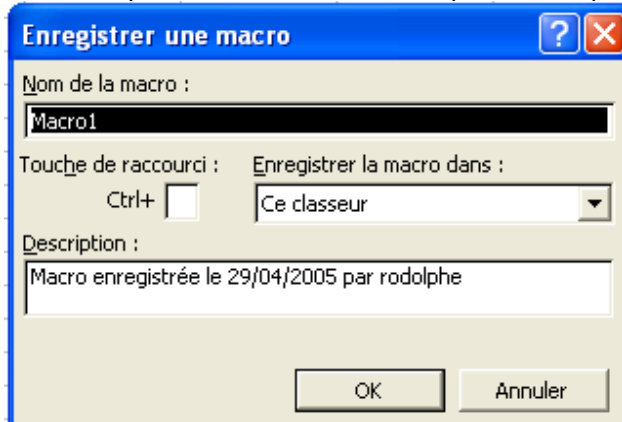 Enregistrer une macro
Nom de la macro :
Macro1
Touche de raccourci : Enregistrer la macro dans :
Ctrl+ Ce classeur
Description :
Macro enregistrée le 29/04/2005 par rodolphe
OK Annuler